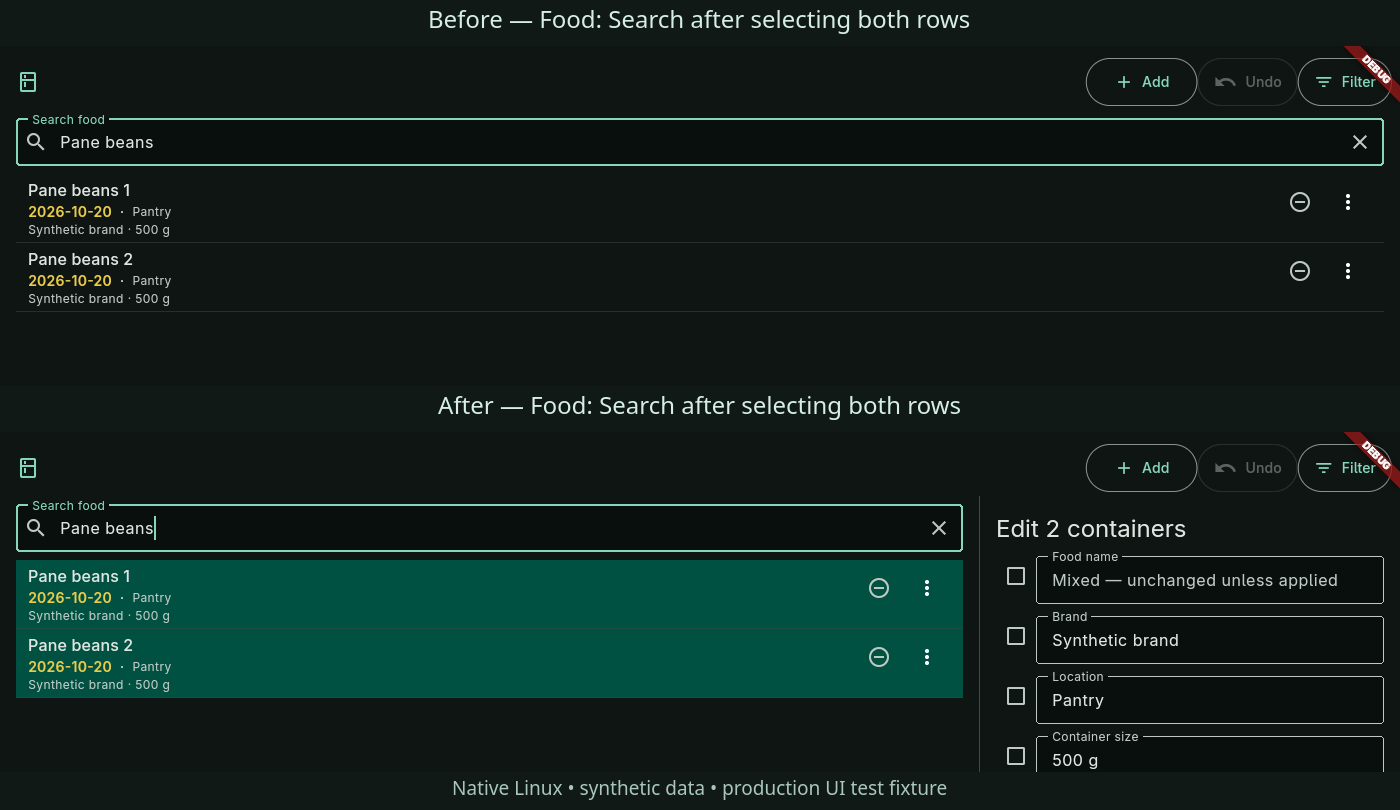 Before — Food: Search after selecting both rows
Add
Undo
Filter
DEBUG
Search food
Pane beans
Pane beans 1
2026-10-20 · Pantry
Synthetic brand · 500 g
Pane beans 2
2026-10-20 · Pantry
Synthetic brand · 500 g
After — Food: Search after selecting both rows
Add
Undo
Filter
DEBUG
Search food
Pane beans
Pane beans 1
2026-10-20 · Pantry
Synthetic brand · 500 g
Pane beans 2
2026-10-20 · Pantry
Synthetic brand · 500 g
Edit 2 containers
Food name
Mixed — unchanged unless applied
Brand
Synthetic brand
Location
Pantry
Container size
500 g
Native Linux • synthetic data • production UI test fixture